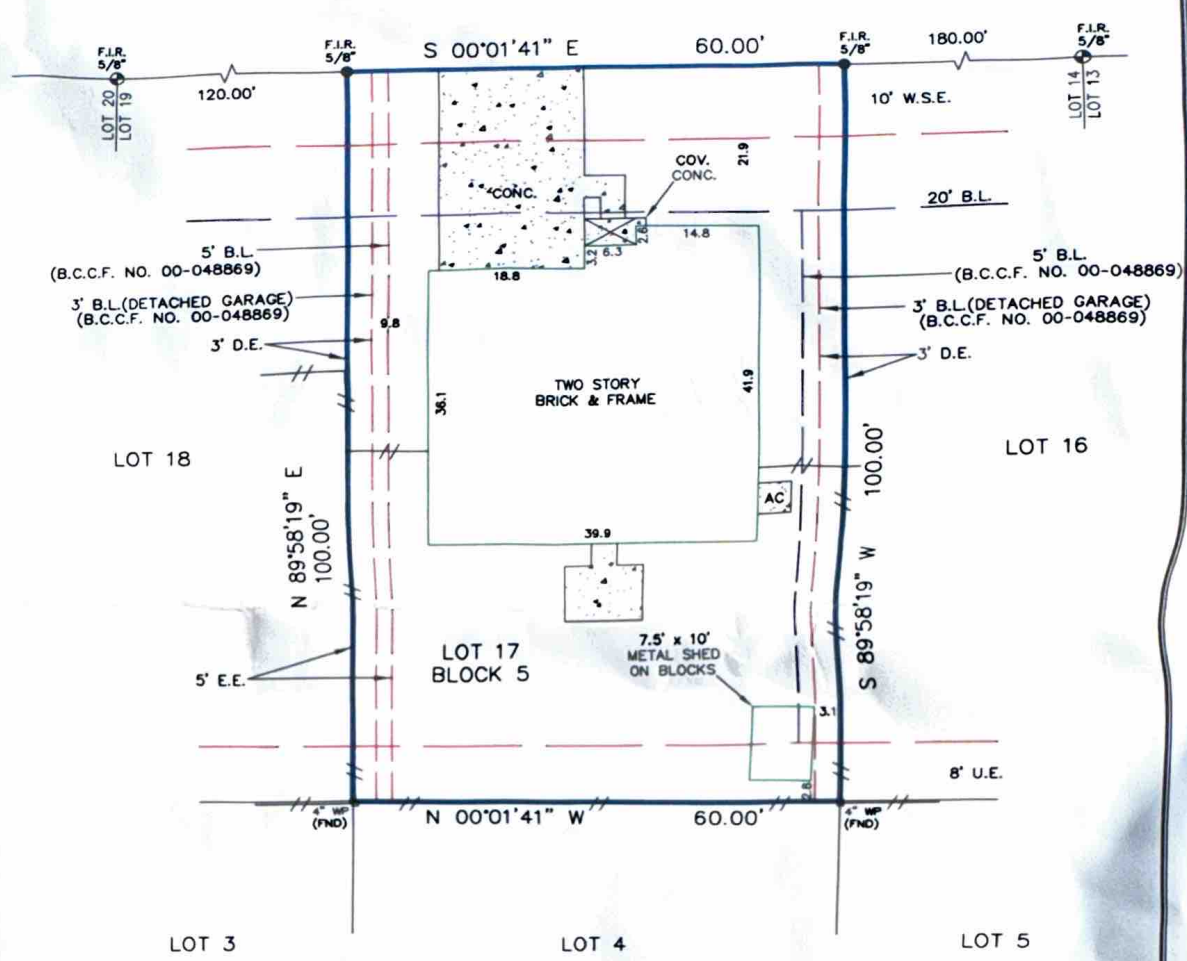 F.I.R.
5/8"
F.I.R.
5/8"
S 00°01'41" E
60.00'
F.I.R.
5/8"
180.00'
F.I.R.
5/8"
LOT 20
LOT 19
120.00'
10' W.S.E.
LOT 14
LOT 13
21.9
COV.
CONC.
CONC.
20' B.L.
2.6
14.8
3.2
6.3
5' B.L.
(B.C.C.F. NO. 00-048869)
5' B.L.
(B.C.C.F. NO. 00-048869)
18.8
3' B.L.(DETACHED GARAGE)
(B.C.C.F. NO. 00-048869)
3' B.L.(DETACHED GARAGE)
(B.C.C.F. NO. 00-048869)
9.8
3' D.E.
3' D.E.
TWO STORY
BRICK & FRAME
36.1
41.9
LOT 18
LOT 16
100.00'
S 89°58'19" W
N 89°58'19" E
100.00'
AC
39.9
LOT 17
BLOCK 5
7.5' x 10'
METAL SHED
ON BLOCKS
5' E.E.
3.1
8' U.E.
2.8
4" WP
(FND)
N 00°01'41" W
60.00'
4" WP
(FND)
LOT 3
LOT 4
LOT 5